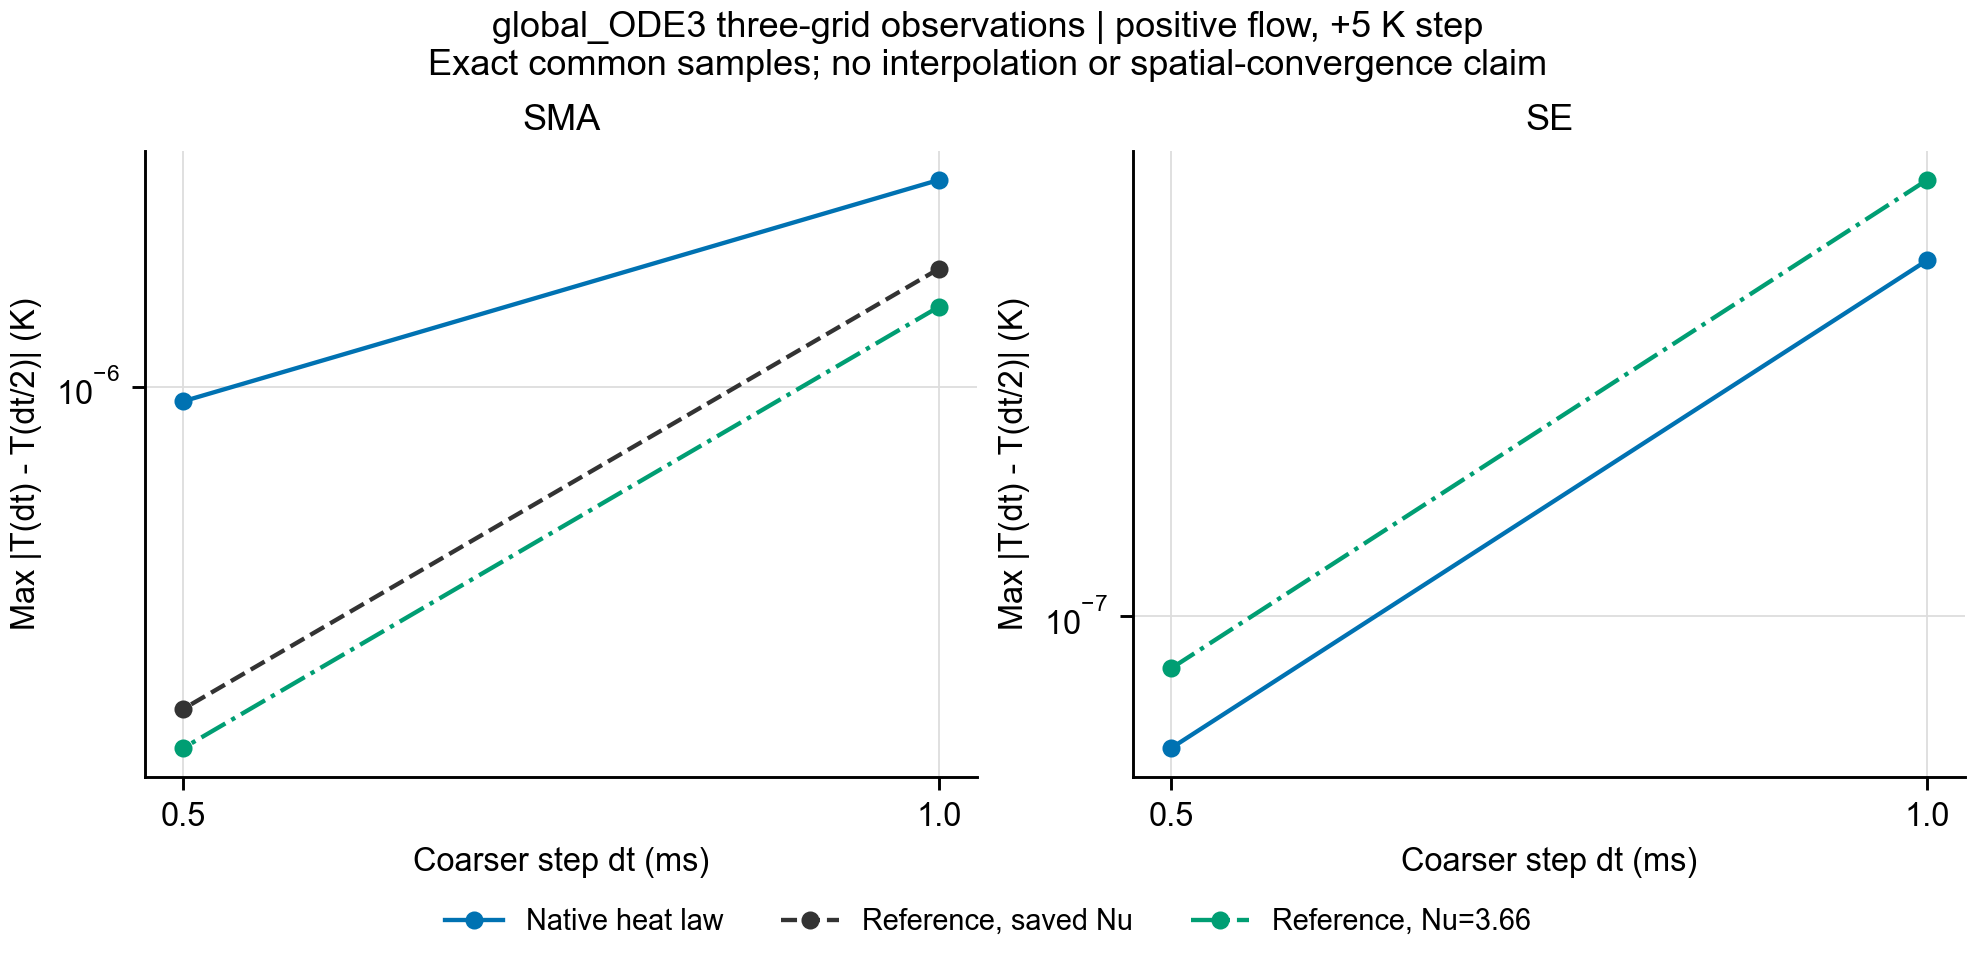 global_ODE3 three-grid observations | positive flow, +5 K step
Exact common samples; no interpolation or spatial-convergence claim
SMA
Max |T(dt) - T(dt/2)| (K)
10⁻⁶
0.5
1.0
Coarser step dt (ms)
SE
Max |T(dt) - T(dt/2)| (K)
10⁻⁷
0.5
1.0
Coarser step dt (ms)
Native heat law
Reference, saved Nu
Reference, Nu=3.66